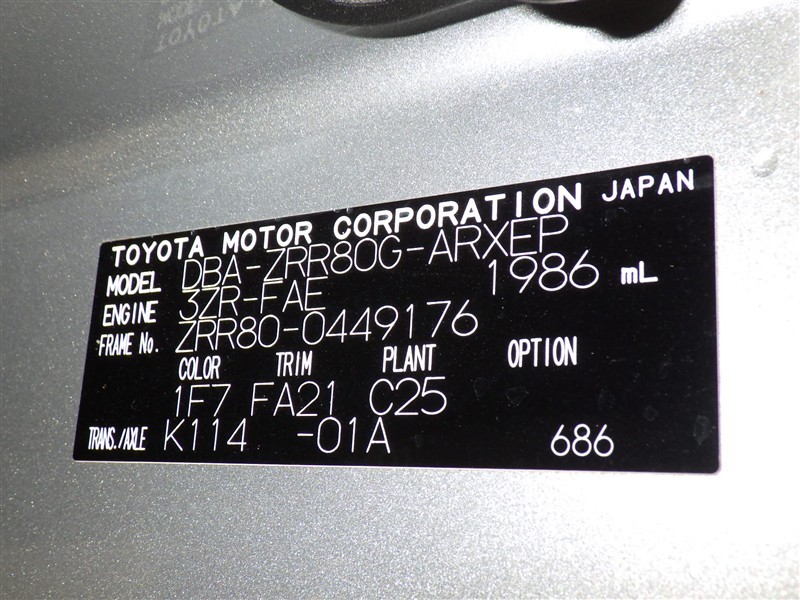 TOYOTA MOTOR CORPORATION JAPAN
MODEL DBA-ZRR80G-ARXEP
ENGINE 3ZR-FAE 1986 mL
FRAME No. ZRR80-0449176
COLOR TRIM PLANT OPTION
1F7 FA21 C25
TRANS./AXLE K114 -01A 686